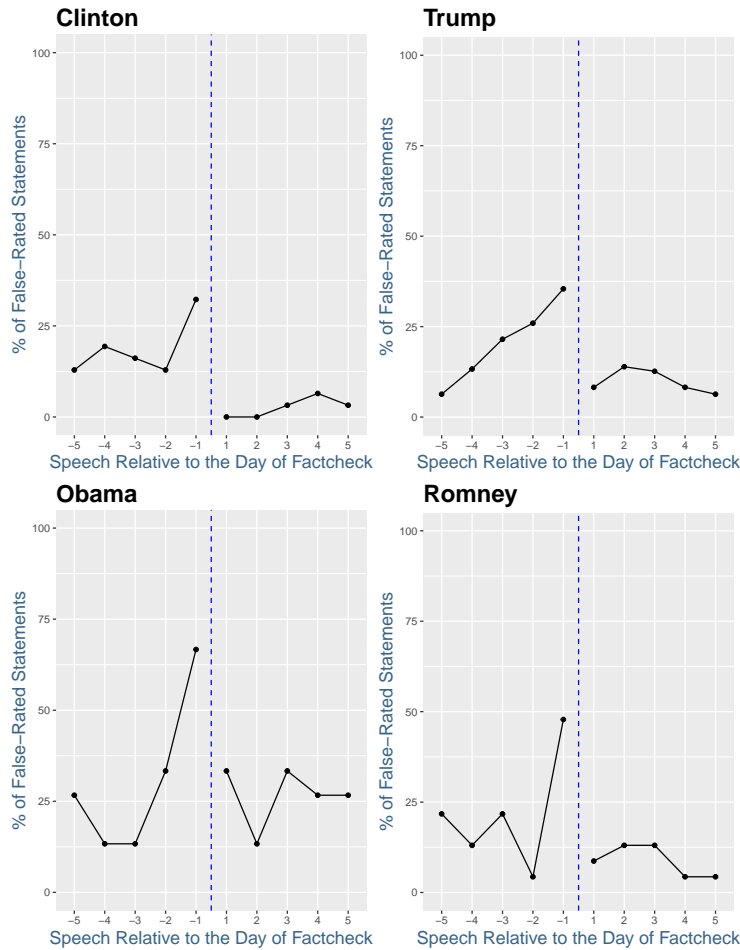 Clinton
% of False−Rated Statements
100
75
50
25
0
−5 −4 −3 −2 −1 1 2 3 4 5
Speech Relative to the Day of Factcheck
Trump
% of False−Rated Statements
100
75
50
25
0
−5 −4 −3 −2 −1 1 2 3 4 5
Speech Relative to the Day of Factcheck
Obama
% of False−Rated Statements
100
75
50
25
0
−5 −4 −3 −2 −1 1 2 3 4 5
Speech Relative to the Day of Factcheck
Romney
% of False−Rated Statements
100
75
50
25
0
−5 −4 −3 −2 −1 1 2 3 4 5
Speech Relative to the Day of Factcheck